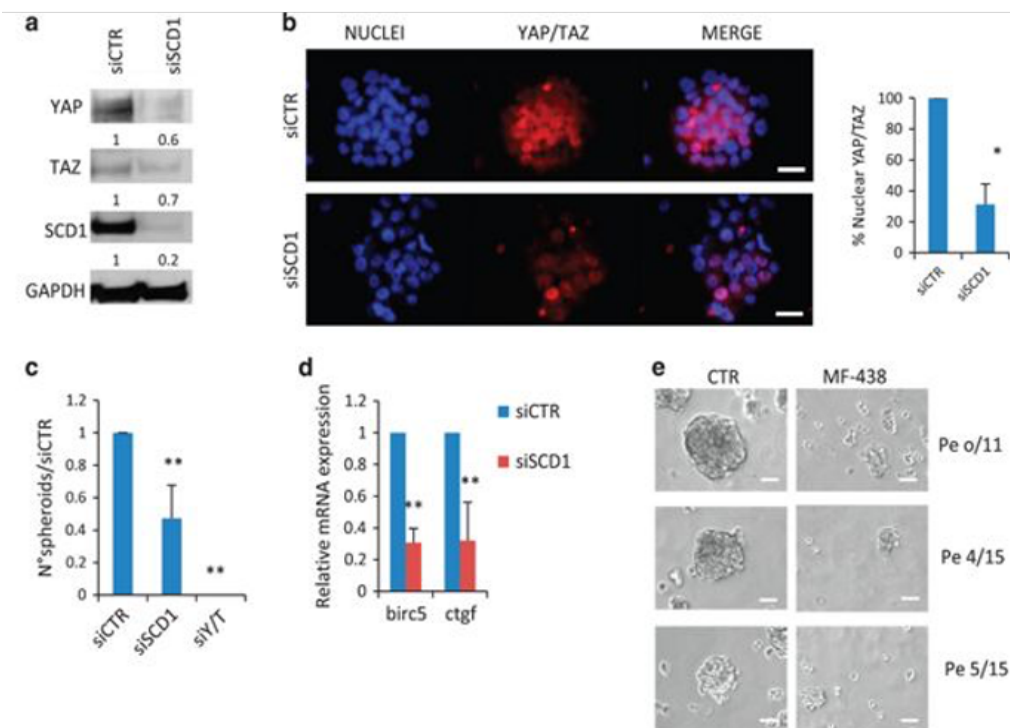 a
siCTR
siSCD1
YAP
1 0.6
TAZ
1 0.7
SCD1
1 0.2
GAPDH
b
NUCLEI YAP/TAZ MERGE
siCTR
siSCD1
% Nuclear YAP/TAZ
100
80
60
40
20
0
*
siCTR
siSCD1
c
N°spheroids/siCTR
1.2
1
0.8
0.6
0.4
0.2
0
**
**
siCTR
siSCD1
siY/T
d
Relative mRNA expression
1.2
1
0.8
0.6
0.4
0.2
0
**
**
birc5 ctgf
siCTR
siSCD1
e
CTR MF-438
Pe o/11
Pe 4/15
Pe 5/15